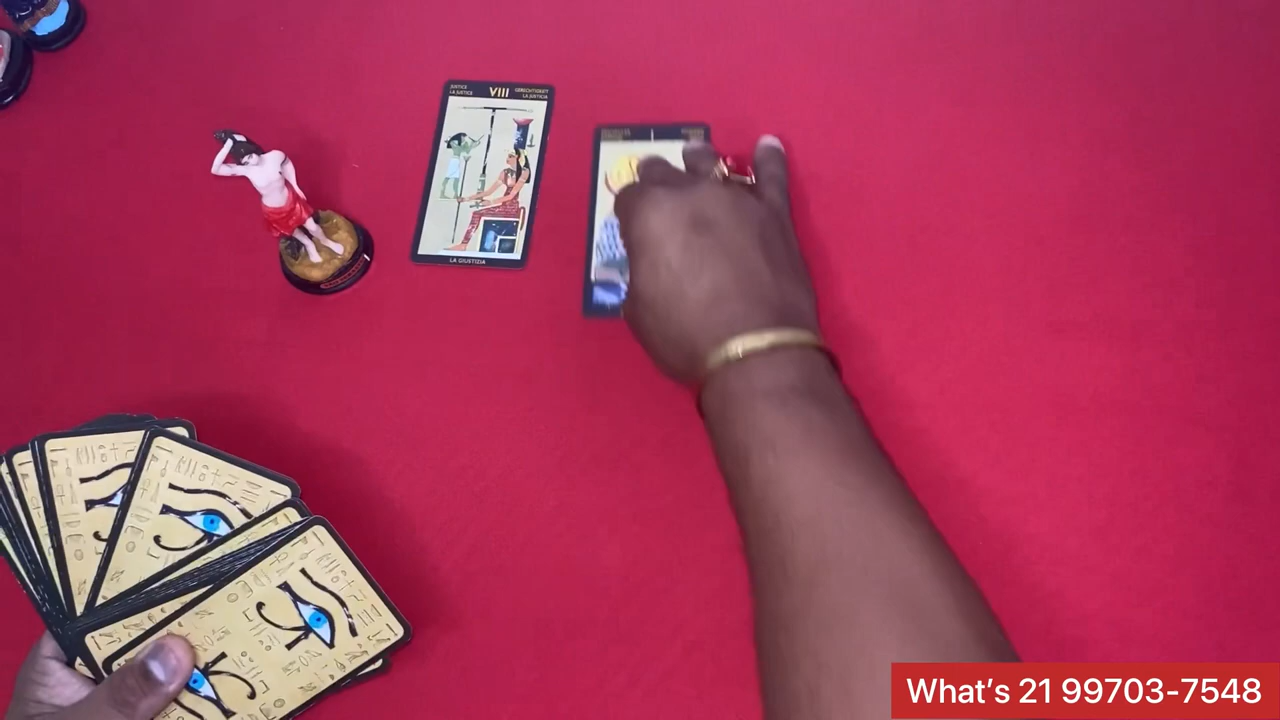 JUSTICE
LA JUSTICE
VIII
GERECHTIGKEIT
LA JUSTICIA
LA GIUSTIZIA
I
What's 21 99703-7548